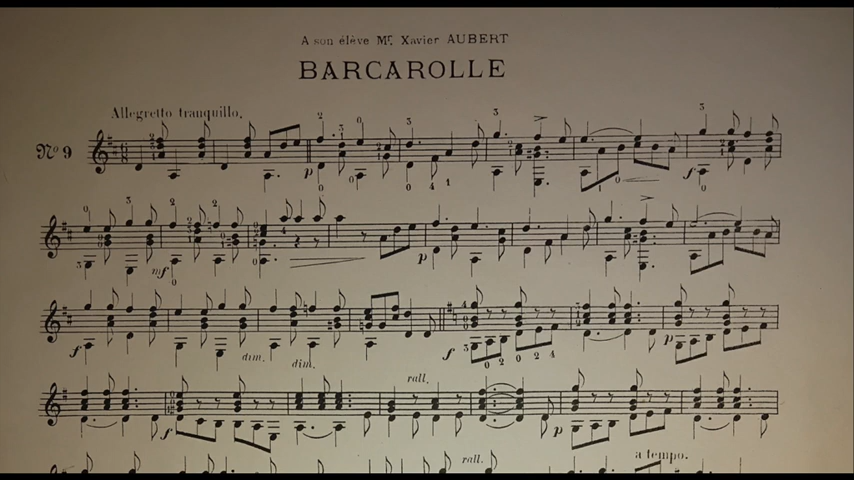 A son élève Mr. Xavier AUBERT
BARCAROLLE
Allegretto tranquillo.
No 9
p
f
mf
p
f
dim.
dim.
f
p
rall.
f
p
rall.
a tempo.